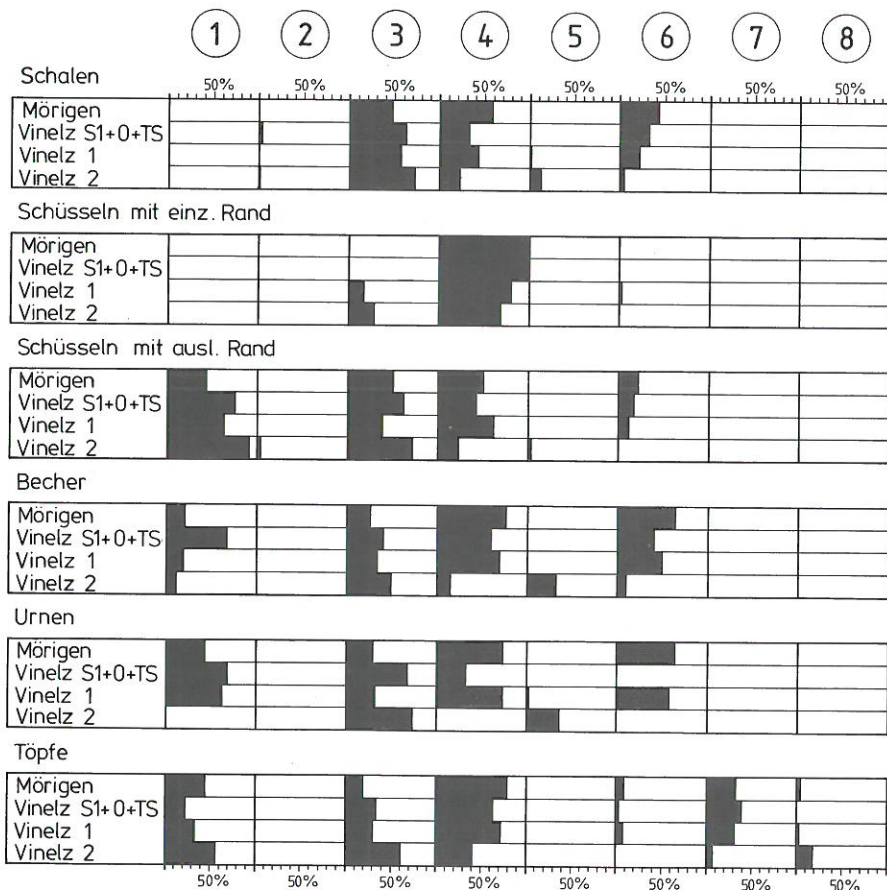 1 2 3 4 5 6 7 8
Schalen 50% 50% 50% 50% 50% 50% 50% 50%
Mörigen
Vinelz S1+0+TS
Vinelz 1
Vinelz 2
Schüsseln mit einz. Rand
Mörigen
Vinelz S1+0+TS
Vinelz 1
Vinelz 2
Schüsseln mit ausl. Rand
Mörigen
Vinelz S1+0+TS
Vinelz 1
Vinelz 2
Becher
Mörigen
Vinelz S1+0+TS
Vinelz 1
Vinelz 2
Urnen
Mörigen
Vinelz S1+0+TS
Vinelz 1
Vinelz 2
Töpfe
Mörigen
Vinelz S1+0+TS
Vinelz 1
Vinelz 2
50% 50% 50% 50% 50% 50% 50% 50%